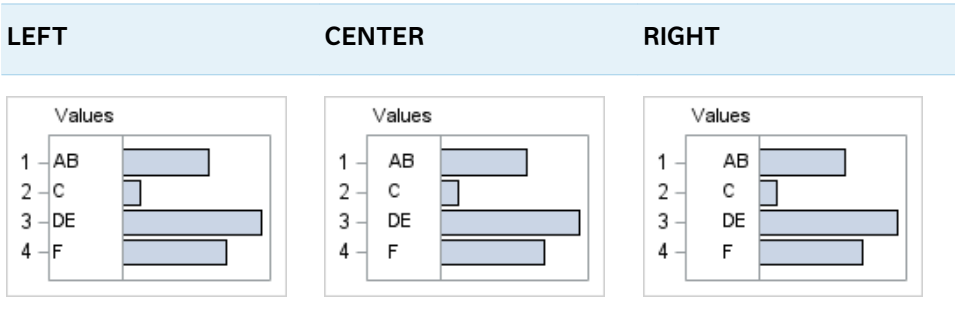 LEFT CENTER RIGHT
Values Values Values
1 AB 1 AB 1 AB
2 C 2 C 2 C
3 DE 3 DE 3 DE
4 F 4 F 4 F